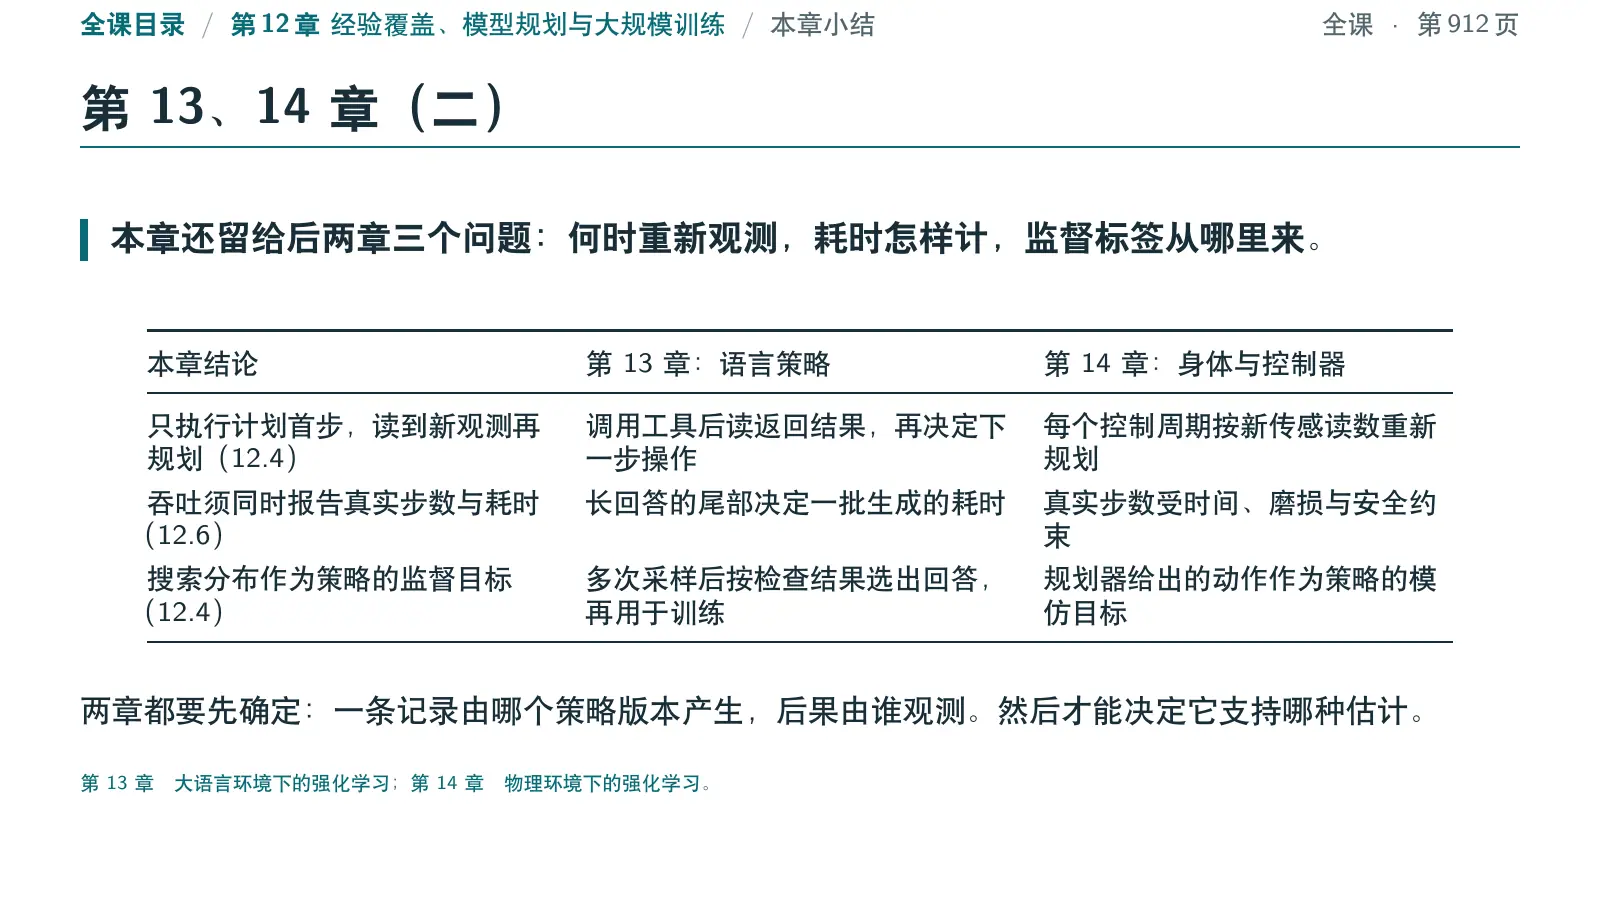 全课目录 / 第 12 章 经验覆盖、模型规划与大规模训练 / 本章小结
全课 · 第 912 页
第 13、14 章（二）
本章还留给后两章三个问题：何时重新观测，耗时怎样计，监督标签从哪里来。
本章结论
第 13 章：语言策略
第 14 章：身体与控制器
只执行计划首步，读到新观测再
规划（12.4）
调用工具后读返回结果，再决定下
一步操作
每个控制周期按新传感读数重新
规划
吞吐须同时报告真实步数与耗时
（12.6）
长回答的尾部决定一批生成的耗时
真实步数受时间、磨损与安全约
束
搜索分布作为策略的监督目标
（12.4）
多次采样后按检查结果选出回答，
再用于训练
规划器给出的动作作为策略的模
仿目标
两章都要先确定：一条记录由哪个策略版本产生，后果由谁观测。然后才能决定它支持哪种估计。
第 13 章　大语言环境下的强化学习；第 14 章　物理环境下的强化学习。